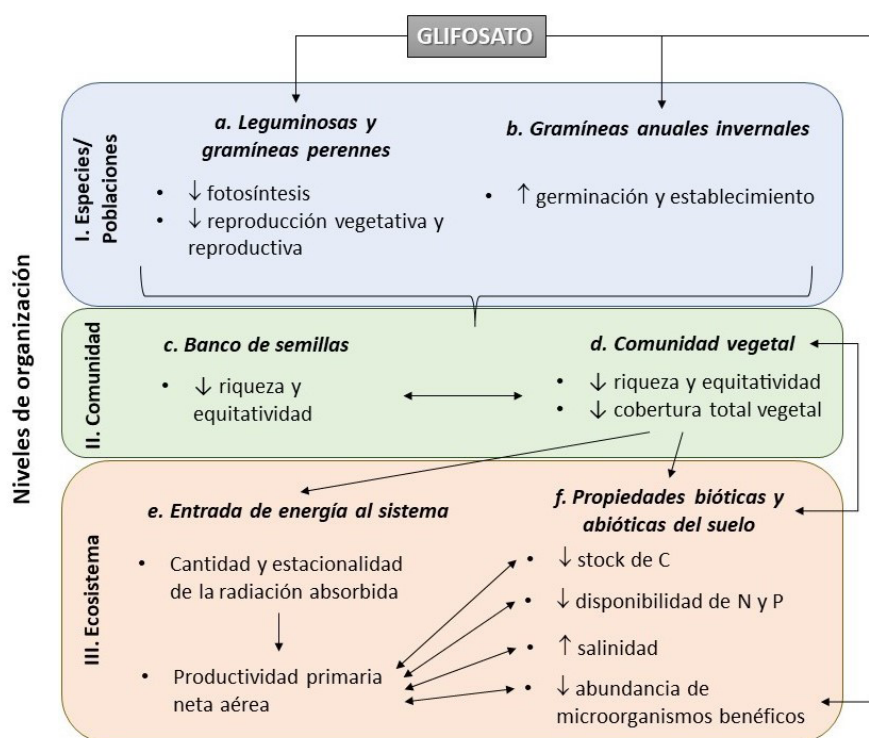 GLIFOSATO
Niveles de organización
I. Especies/
Poblaciones
a. Leguminosas y
gramíneas perennes
• ↓ fotosíntesis
• ↓ reproducción vegetativa y
reproductiva
b. Gramíneas anuales invernales
• ↑ germinación y establecimiento
II. Comunidad
c. Banco de semillas
• ↓ riqueza y
equitatividad
d. Comunidad vegetal
• ↓ riqueza y equitatividad
• ↓ cobertura total vegetal
III. Ecosistema
e. Entrada de energía al sistema
• Cantidad y estacionalidad
de la radiación absorbida
• Productividad primaria
neta aérea
f. Propiedades bióticas y
abióticas del suelo
• ↓ stock de C
• ↓ disponibilidad de N y P
• ↑ salinidad
• ↓ abundancia de
microorganismos benéficos